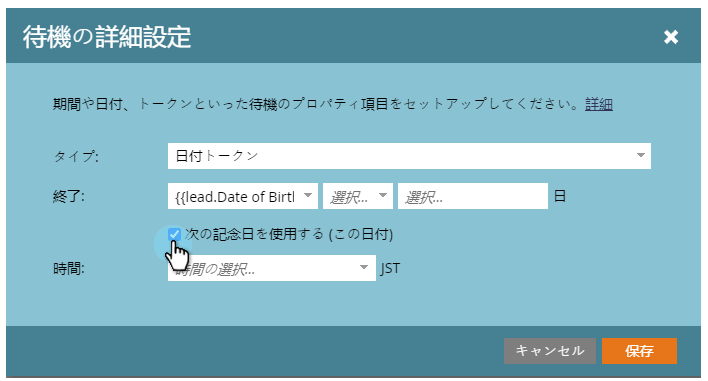 待機の詳細設定
期間や日付、トークンといった待機のプロパティ項目をセットアップしてください。詳細
タイプ: 日付トークン
終了: {{lead.Date of Birtl 選択... 選択... 日
次の記念日を使用する (この日付)
時間: 時間の選択... JST
キャンセル 保存